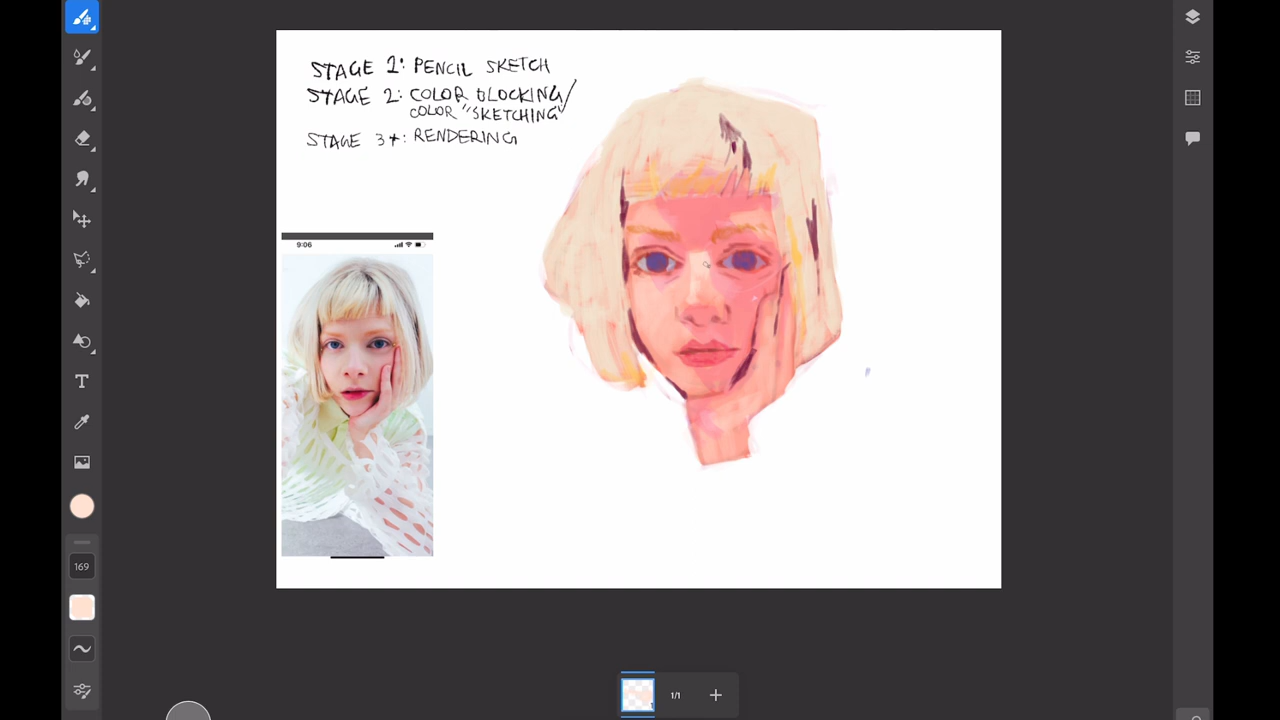 STAGE 1: PENCIL SKETCH
STAGE 2: COLOR BLOCKING/
COLOR "SKETCHING"
STAGE 3+: RENDERING
9:06
T
169
1/1